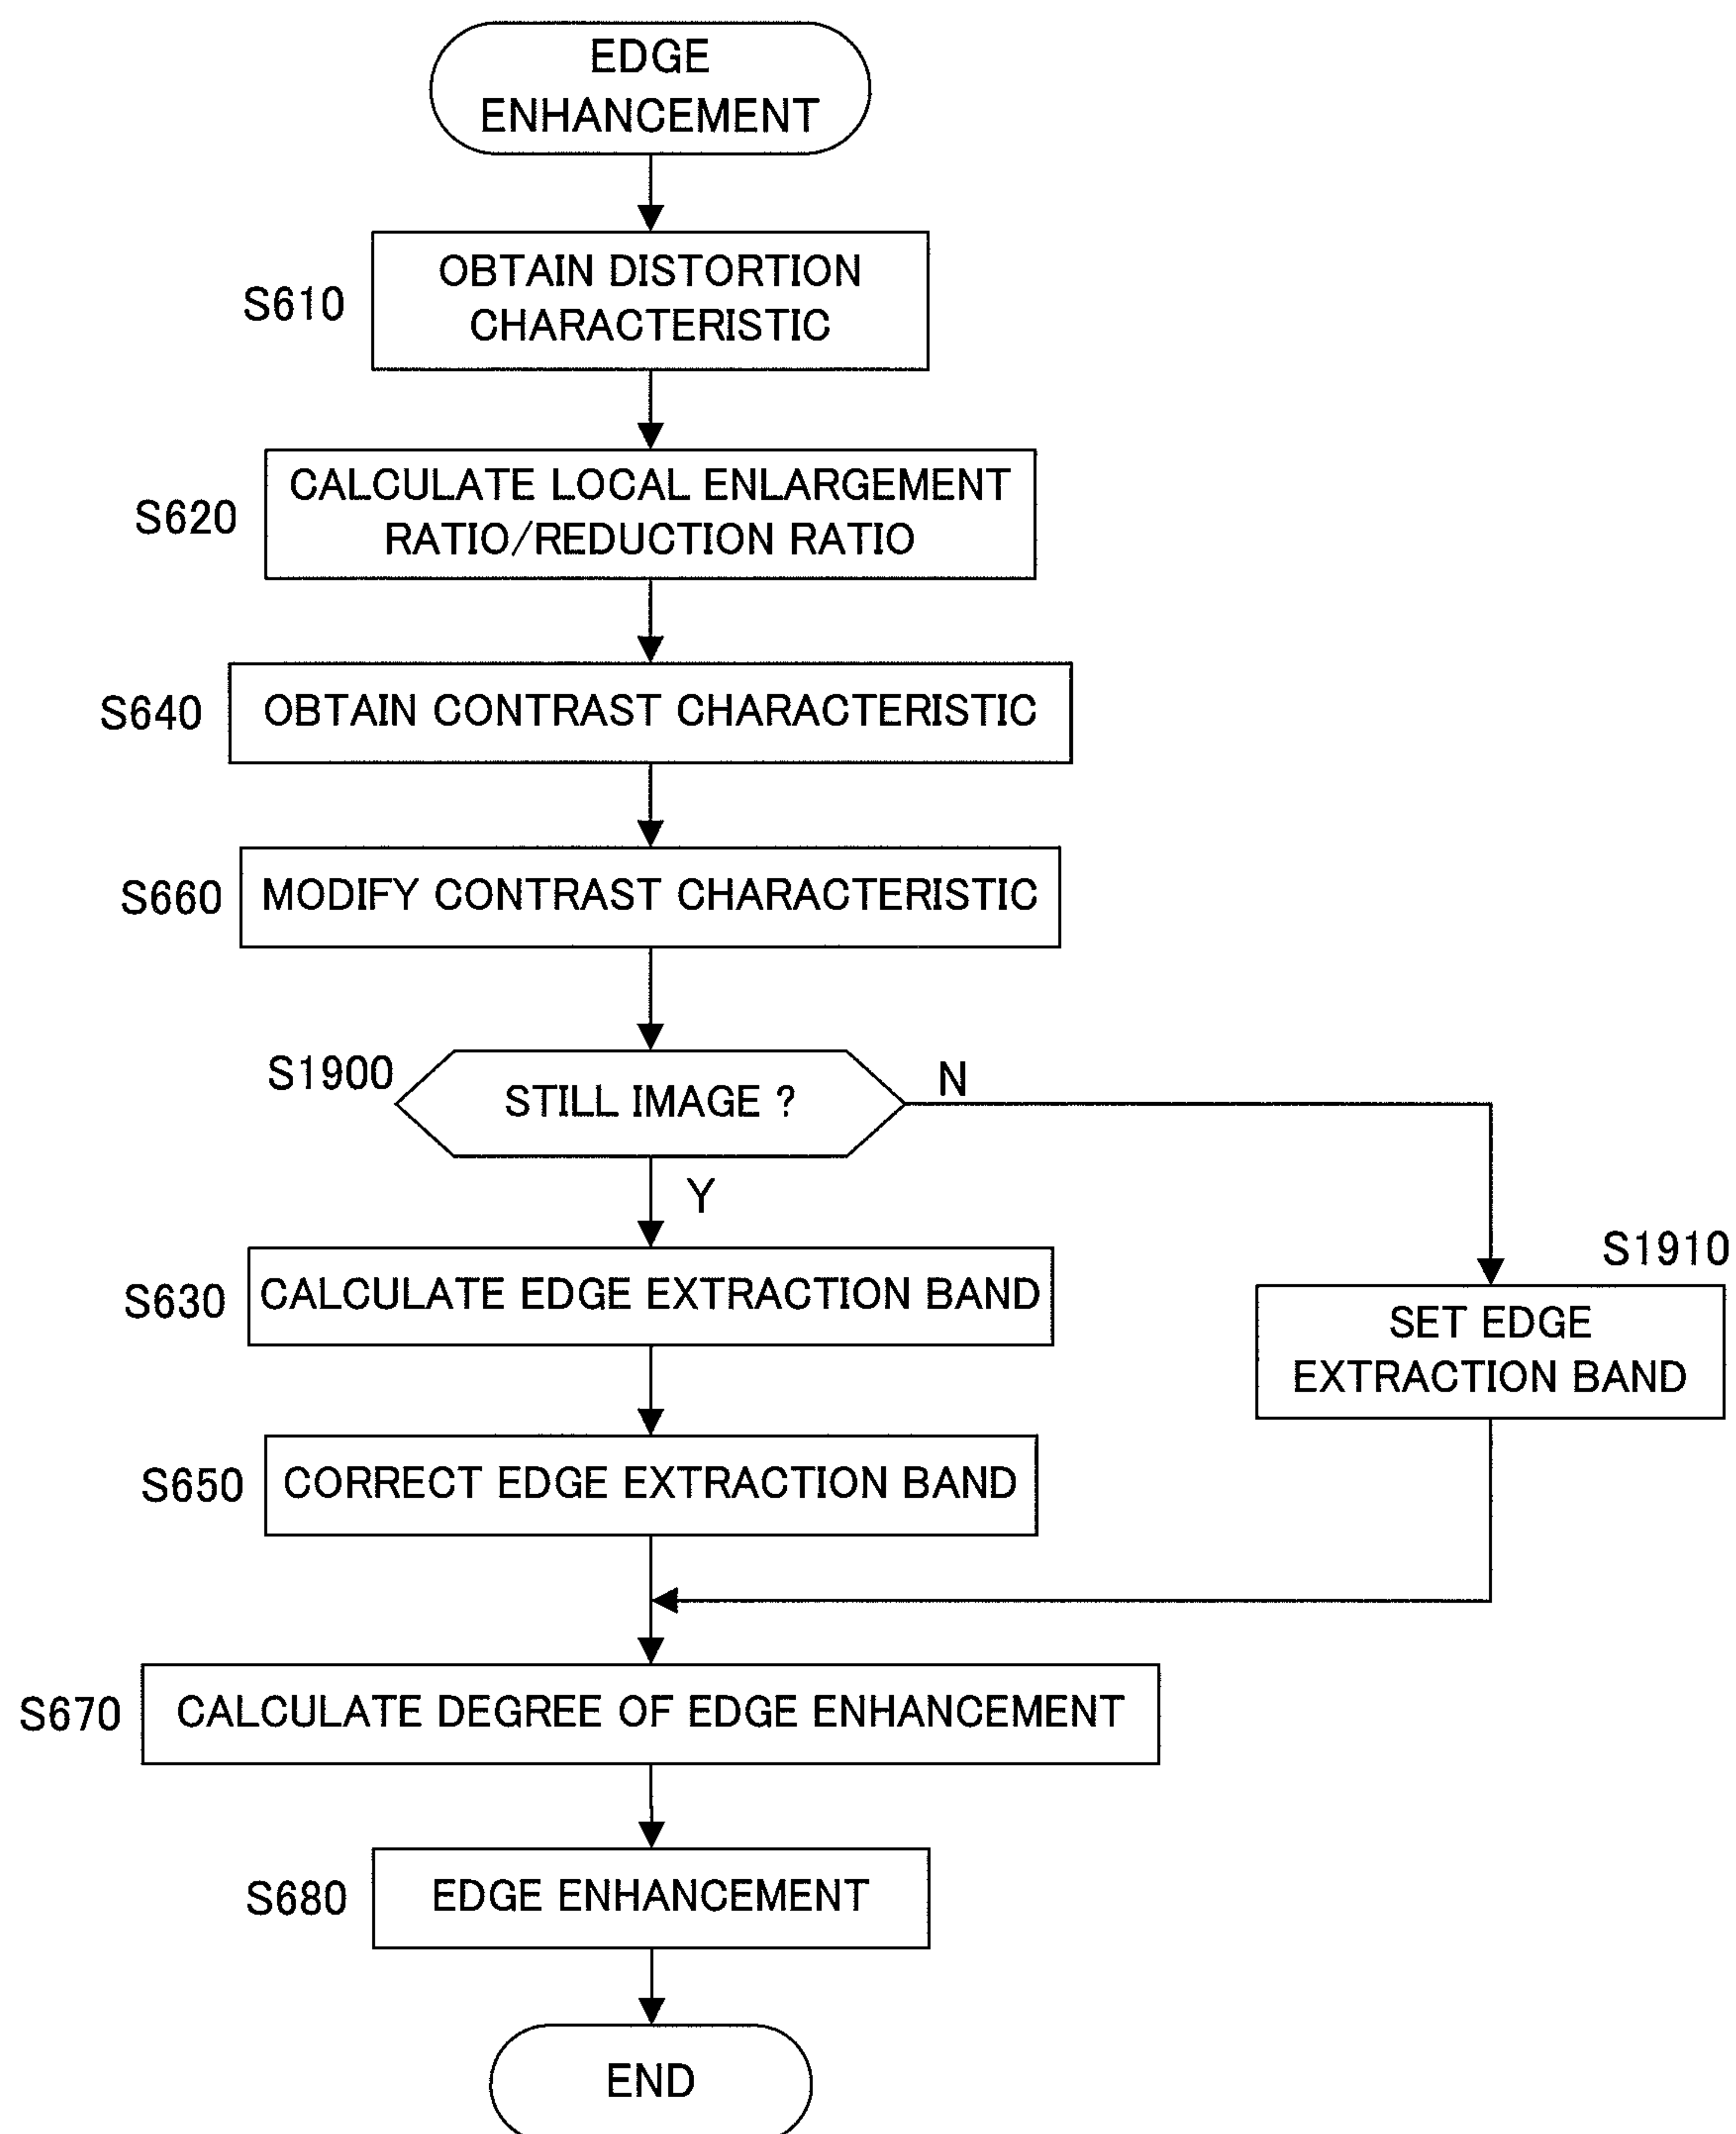 EDGE
ENHANCEMENT
S610
OBTAIN DISTORTION
CHARACTERISTIC
S620
CALCULATE LOCAL ENLARGEMENT
RATIO/REDUCTION RATIO
S640
OBTAIN CONTRAST CHARACTERISTIC
S660
MODIFY CONTRAST CHARACTERISTIC
S1900
STILL IMAGE ?
N
Y
S630
CALCULATE EDGE EXTRACTION BAND
S1910
SET EDGE
EXTRACTION BAND
S650
CORRECT EDGE EXTRACTION BAND
S670
CALCULATE DEGREE OF EDGE ENHANCEMENT
S680
EDGE ENHANCEMENT
END